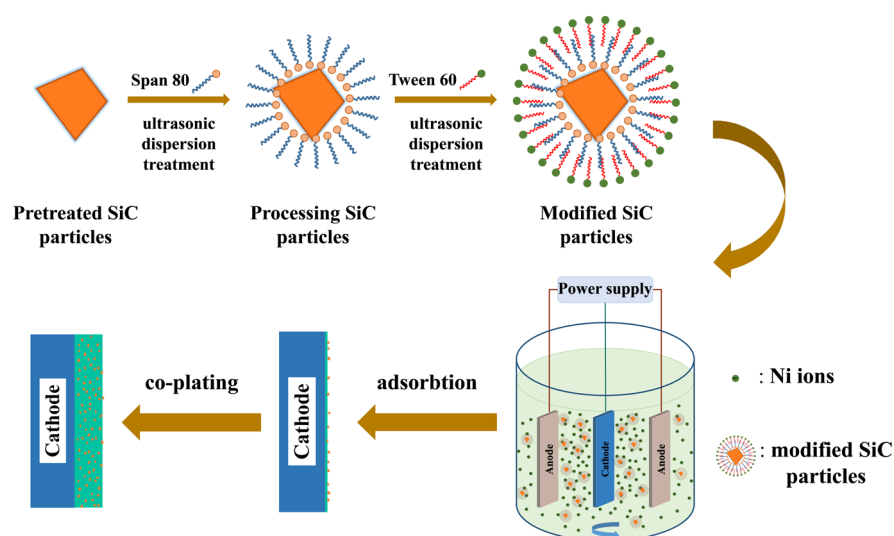 Span 80
ultrasonic
dispersion
treatment
Tween 60
ultrasonic
dispersion
treatment
Pretreated SiC
particles
Processing SiC
particles
Modified SiC
particles
Power supply
Anode
Cathode
Anode
: Ni ions
: modified SiC
particles
adsorbtion
Cathode
co-plating
Cathode